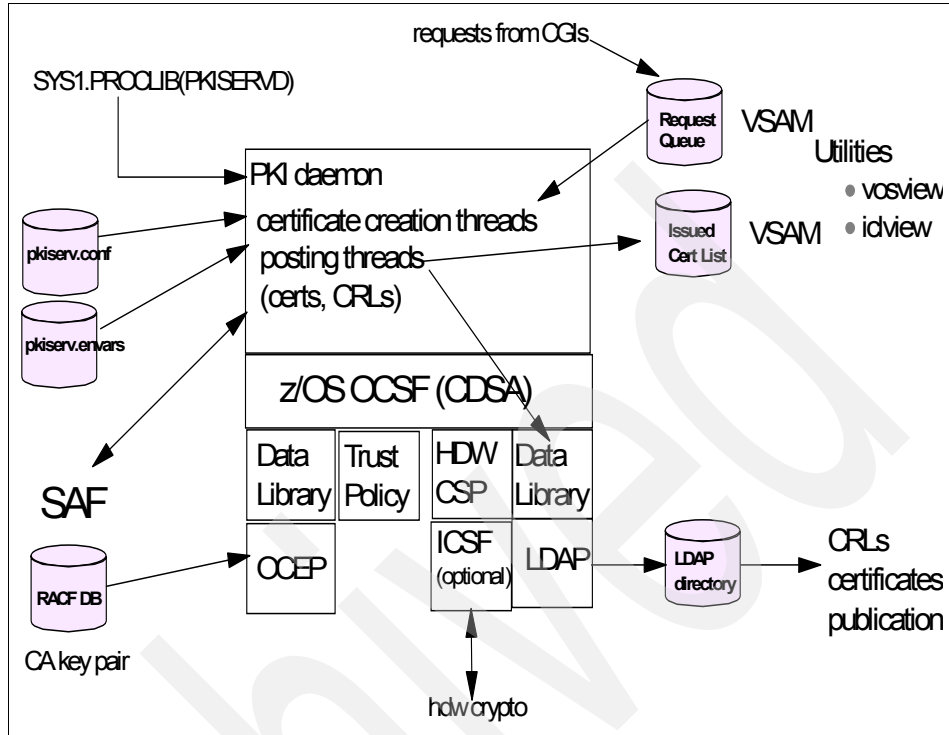 requests from CGIs
SYS1.PROCLIB(PKISERVD)
Request
Queue
VSAM
Utilities
• vosview
• iclview
Issued
Cert List
VSAM
PKI daemon
certificate creation threads
posting threads
(certs, CRLs)
pkiserv.conf
pkiserv.envars
z/OS OCSF (CDSA)
Data
Library
Trust
Policy
HDW
CSP
Data
Library
SAF
OCEP
ICSF
(optional)
LDAP
RACF DB
CA key pair
LDAP
directory
CRLs
certificates
publication
hdw crypto